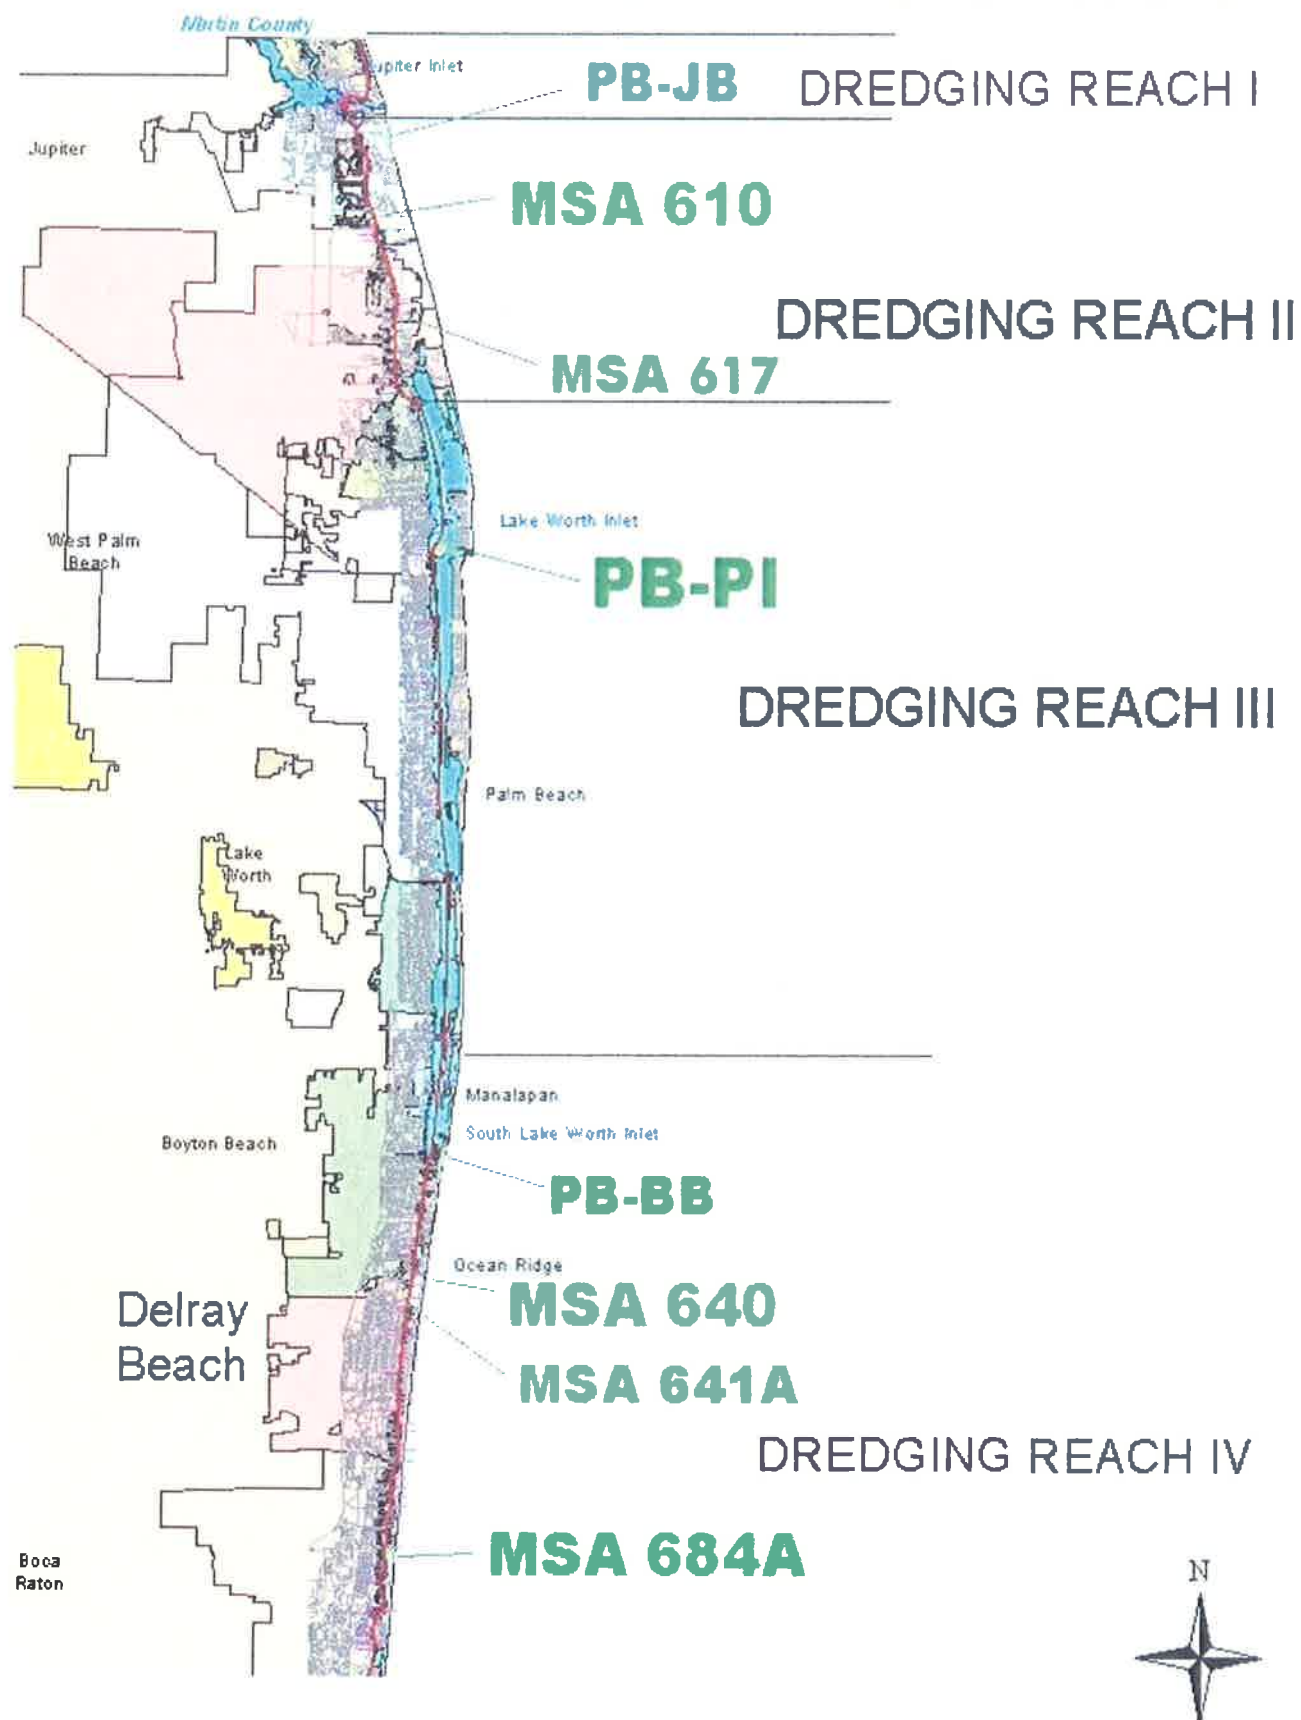 Martin County
Jupiter Inlet
PB-JB
DREDGING REACH I
Jupiter
MSA 610
DREDGING REACH II
MSA 617
Lake Worth Inlet
West Palm
Beach
PB-PI
DREDGING REACH III
Palm Beach
Lake
Worth
Manalapan
South Lake Worth Inlet
Boyton Beach
PB-BB
Ocean Ridge
MSA 640
Delray
Beach
MSA 641A
DREDGING REACH IV
MSA 684A
Boca
Raton
N